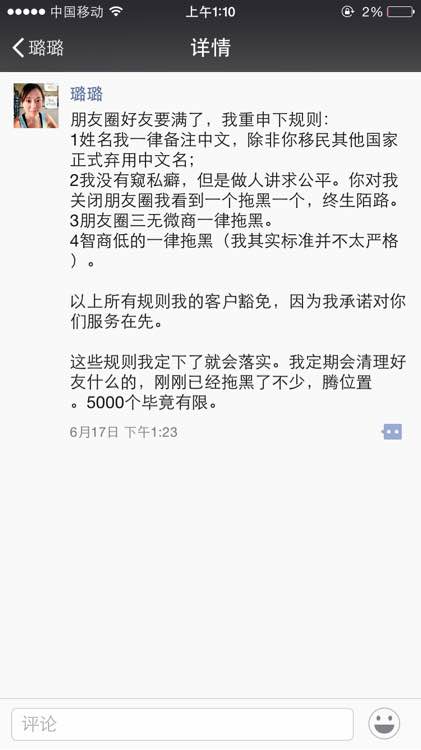 中国移动 上午1:10 2%
璐璐 详情
璐璐
朋友圈好友要满了，我重申下规则：
1姓名我一律备注中文，除非你移民其他国家
正式弃用中文名；
2我没有窥私癖，但是做人讲求公平。你对我
关闭朋友圈我看到一个拖黑一个，终生陌路。
3朋友圈三无微商一律拖黑。
4智商低的一律拖黑（我其实标准并不太严格
）。
以上所有规则我的客户豁免，因为我承诺对你
们服务在先。
这些规则我定下了就会落实。我定期会清理好
友什么的，刚刚已经拖黑了不少，腾位置
。5000个毕竟有限。
6月17日 下午1:23
评论